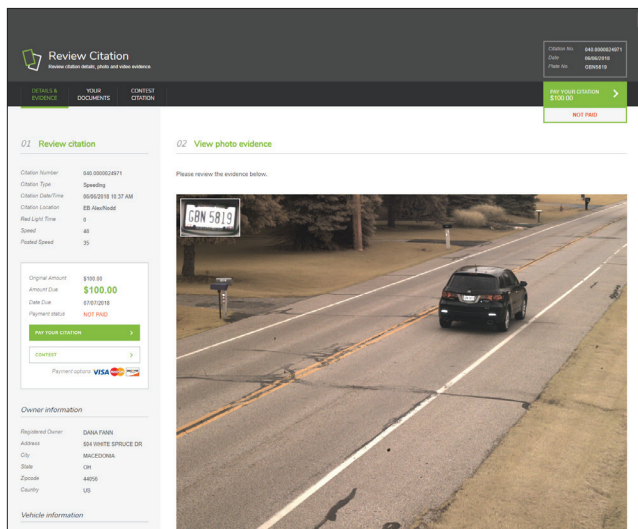 Review Citation
Review citation details, photo and video evidence.
Citation No. 040.0000024971
Date 06/06/2018
Plate No. GBN5819
DETAILS & EVIDENCE
YOUR DOCUMENTS
CONTEST CITATION
PAY YOUR CITATION
$100.00
NOT PAID
01 Review citation
Citation Number 040.0000024971
Citation Type Speeding
Citation Date/Time 06/06/2018 10:37 AM
Citation Location EB Alex/Nedd
Red Light Time 0
Speed 48
Posted Speed 35
Original Amount $100.00
Amount Due $100.00
Date Due 07/07/2018
Payment status NOT PAID
PAY YOUR CITATION
CONTEST
Payment options VISA
Owner information
Registered Owner DANA FANN
Address 804 WHITE SPRUCE DR
City MACEDONIA
State OH
Zipcode 44056
Country US
Vehicle information
02 View photo evidence
Please review the evidence below.
GBN 5819